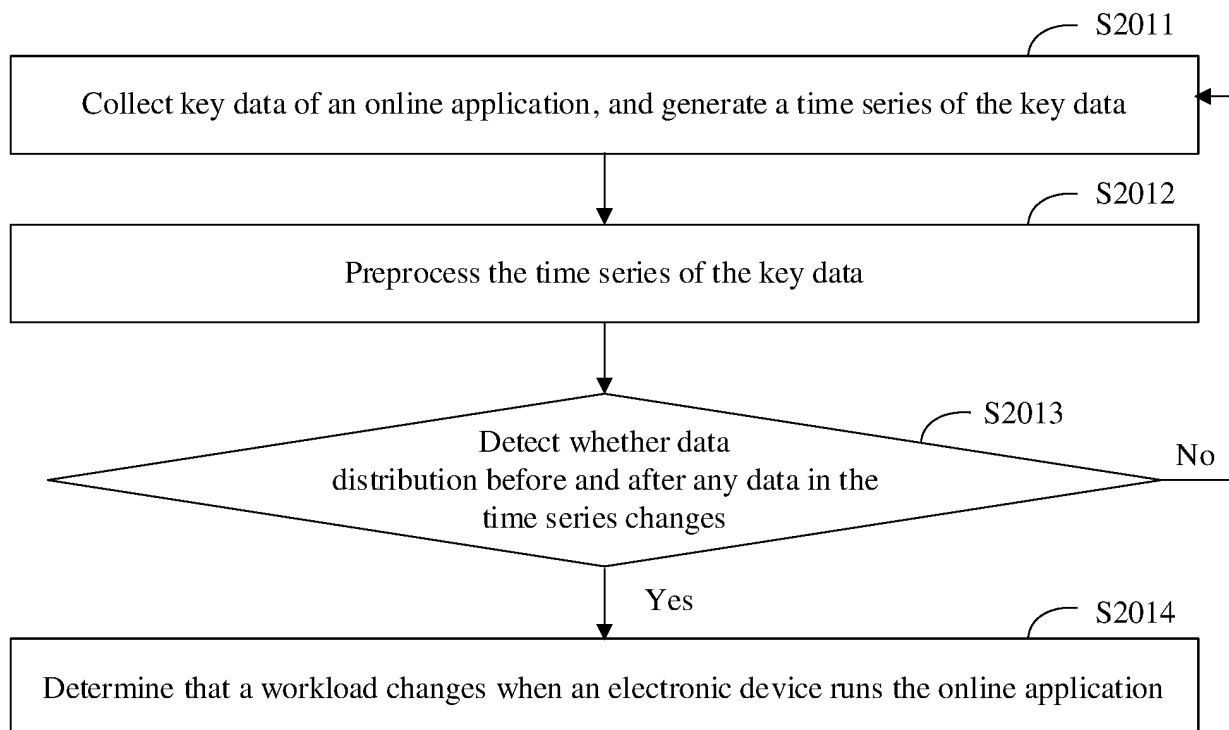 S2011
Collect key data of an online application, and generate a time series of the key data
S2012
Preprocess the time series of the key data
S2013
Detect whether data
distribution before and after any data in the
time series changes
No
Yes
S2014
Determine that a workload changes when an electronic device runs the online application